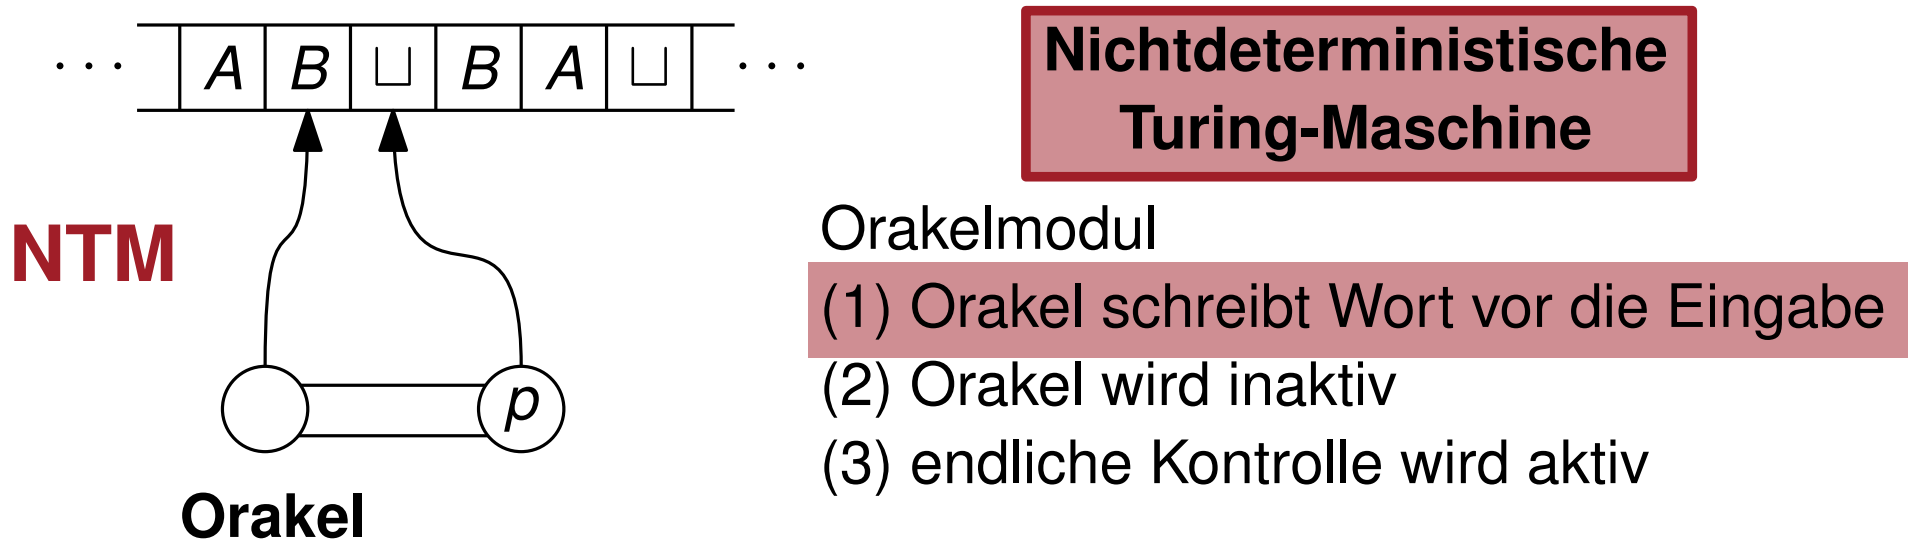 ··· A B ⊔ B A ⊔ ···
Nichtdeterministische
Turing-Maschine
NTM
Orakelmodul
(1) Orakel schreibt Wort vor die Eingabe
(2) Orakel wird inaktiv
p
(3) endliche Kontrolle wird aktiv
Orakel